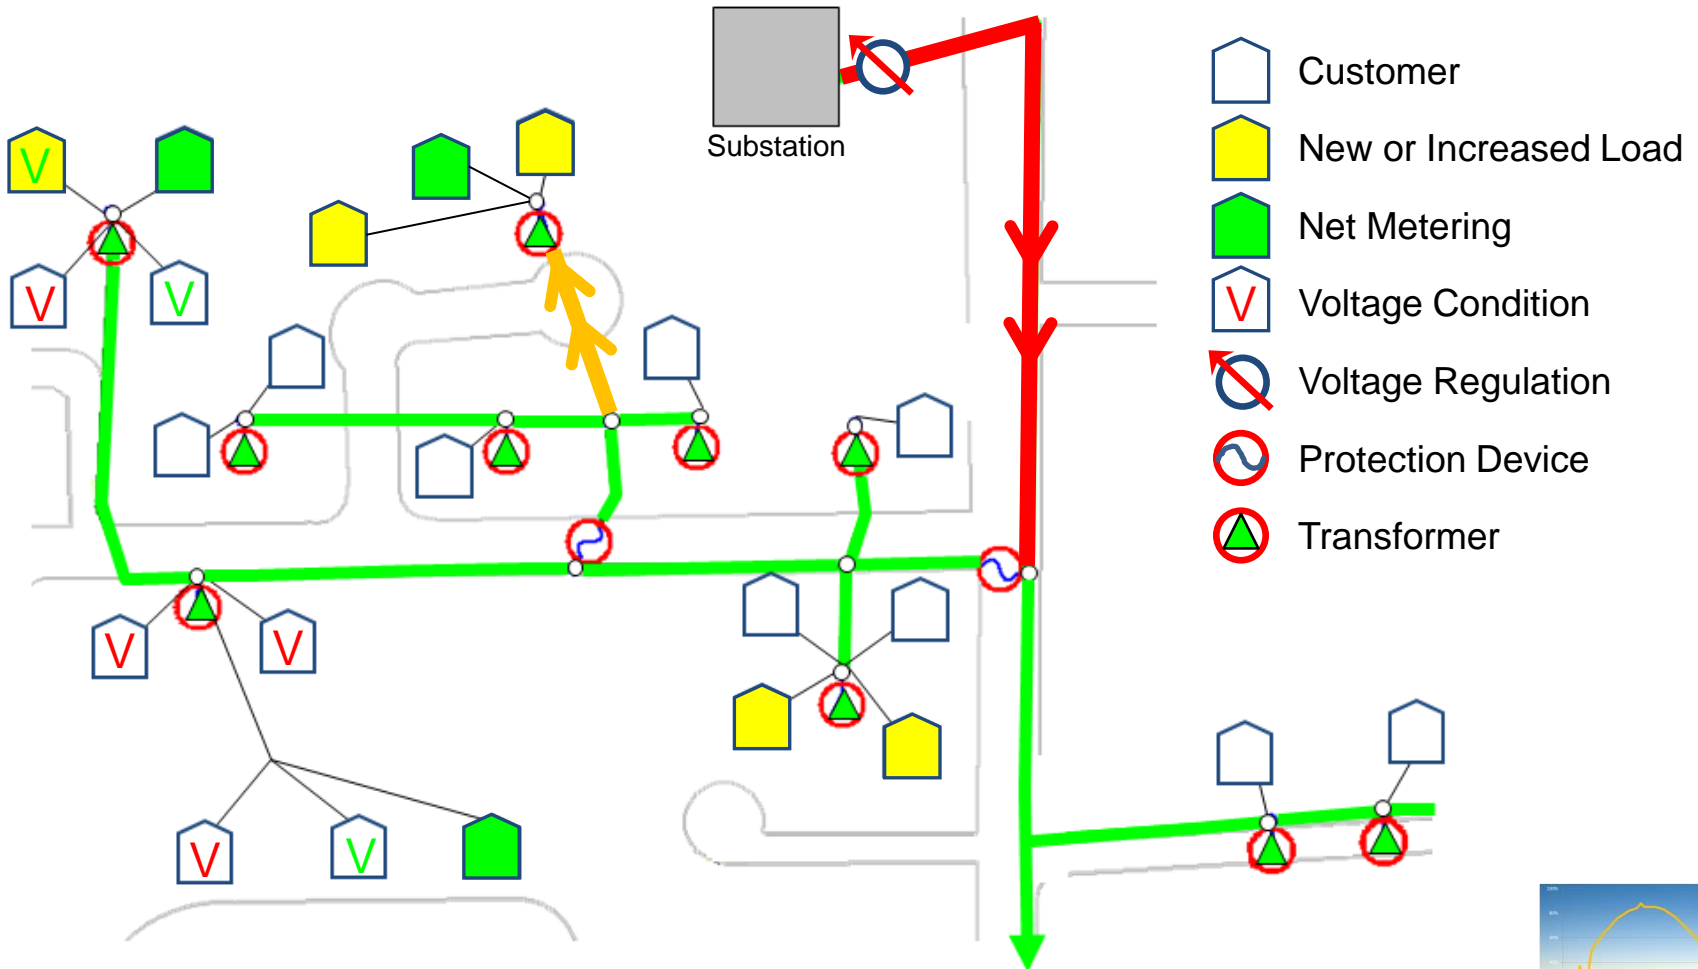 Substation
Customer
New or Increased Load
Net Metering
V Voltage Condition
Voltage Regulation
Protection Device
Transformer
V
V
V
V
V
V
V